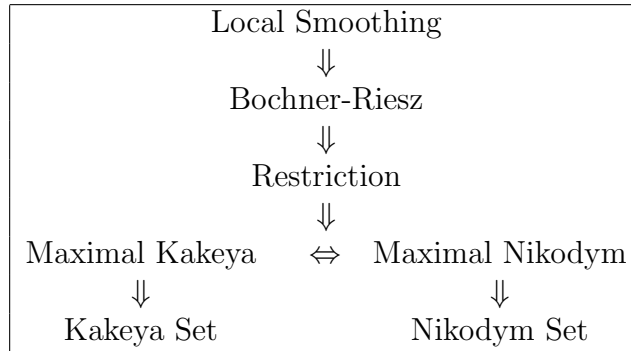 Local Smoothing
⇓
Bochner-Riesz
⇓
Restriction
⇓
Maximal Kakeya ⇔ Maximal Nikodym
⇓ ⇓
Kakeya Set Nikodym Set